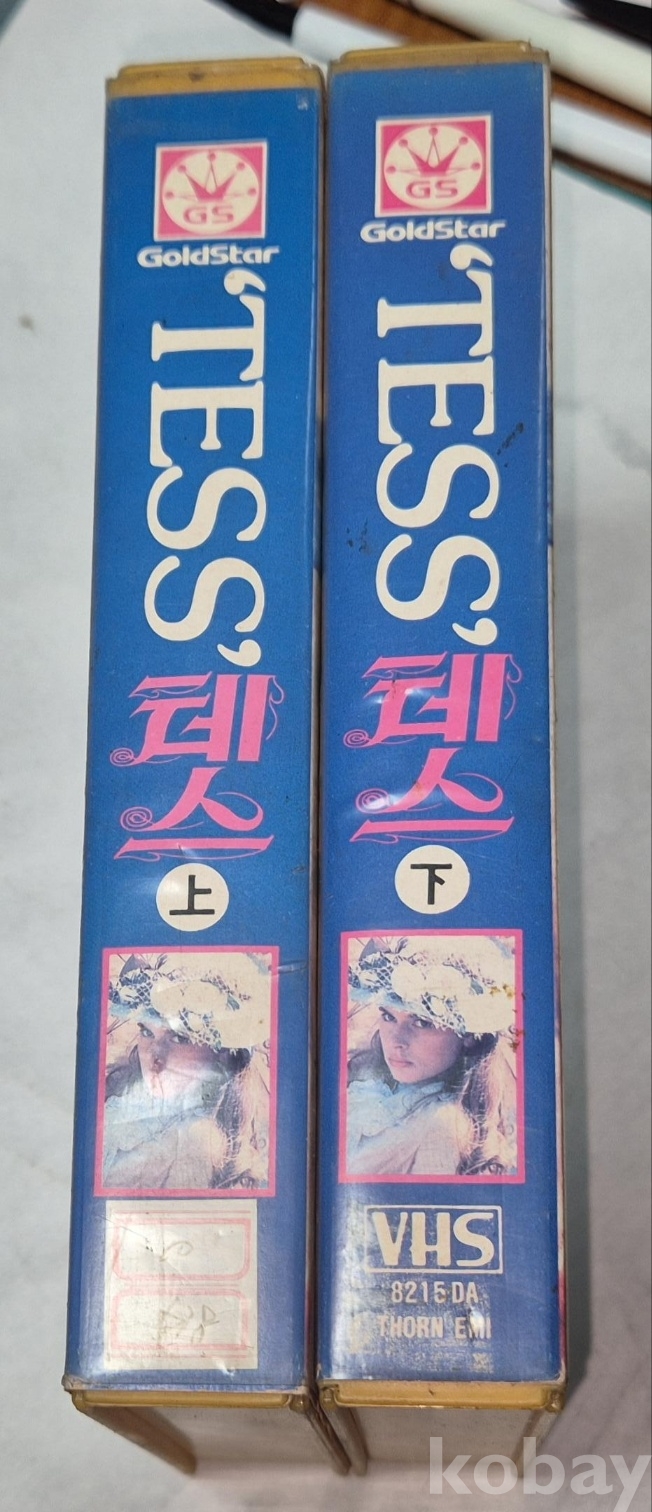 GS
GoldStar
'TESS'
테스
上
GS
GoldStar
'TESS'
테스
下
VHS
8215 DA
THORN EMI
kobay